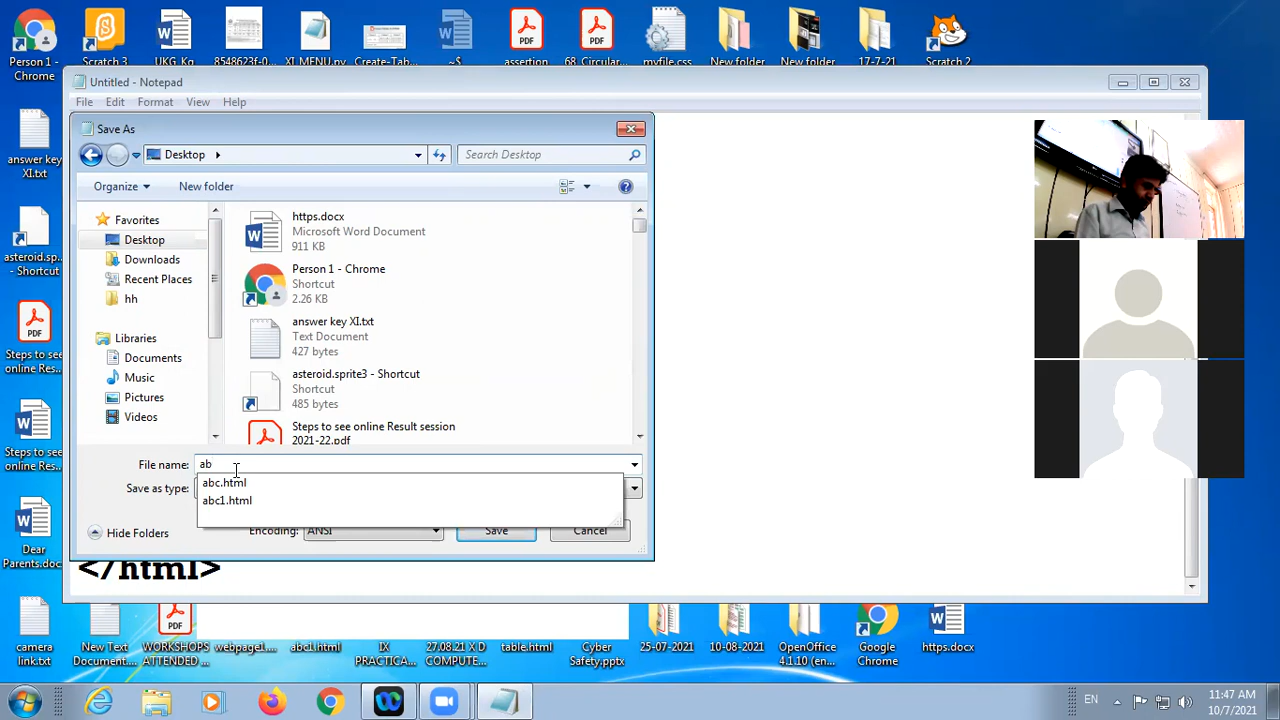 Person 1 -
Chrome
Scratch 3
UKG_Kg
8548623f-0...
XI MENU.py
Create-Tab...
~$
assertion
68_Circular...
myfile.css
New folder
New folder
17-7-21
Scratch 2
answer key
XI.txt
asteroid.sp...
- Shortcut
Steps to see
online Res...
Steps to see
online Res...
Dear
Parents.doc
Untitled - Notepad
File Edit Format View Help
Save As
Desktop
Search Desktop
Organize New folder
Favorites
Desktop
Downloads
Recent Places
hh
Libraries
Documents
Music
Pictures
Videos
https.docx
Microsoft Word Document
911 KB
Person 1 - Chrome
Shortcut
2.26 KB
answer key XI.txt
Text Document
427 bytes
asteroid.sprite3 - Shortcut
Shortcut
485 bytes
Steps to see online Result session
2021-22.pdf
File name: ab
abc.html
abc1.html
Save as type:
Hide Folders
Encoding: ANSI
Save
Cancel
</html>
camera
link.txt
New Text
Document....
WORKSHOPS
ATTENDED ...
webpage1....
abc1.html
IX
PRACTICA...
27.08.21 X D
COMPUTE...
table.html
Cyber
Safety.pptx
25-07-2021
10-08-2021
OpenOffice
4.1.10 (en...
Google
Chrome
https.docx
EN
11:47 AM
10/7/2021